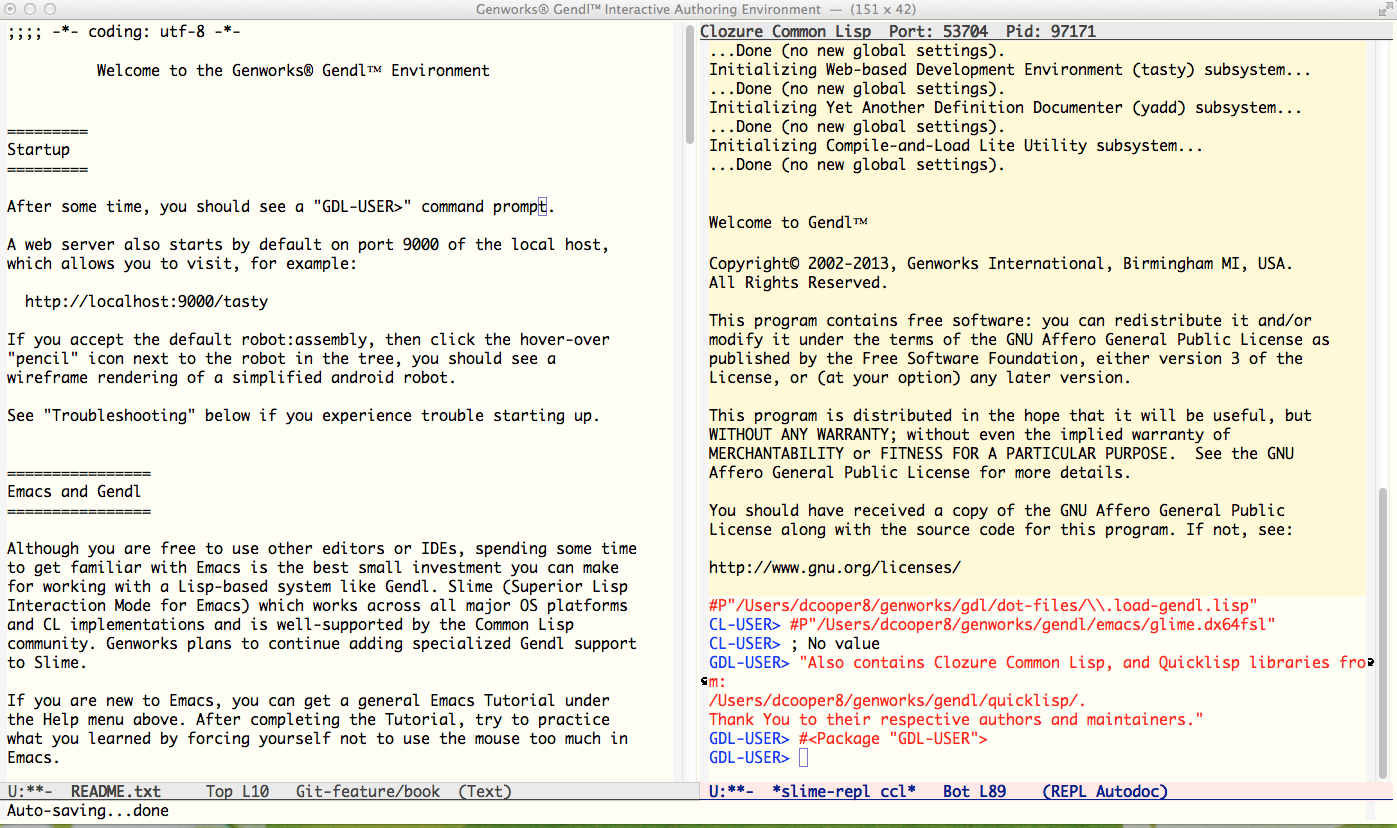 Genworks® Gendl™ Interactive Authoring Environment — (151 x 42)
;;;; -*- coding: utf-8 -*-
Welcome to the Genworks® Gendl™ Environment
=========
Startup
=========
After some time, you should see a "GDL-USER>" command prompt.
A web server also starts by default on port 9000 of the local host,
which allows you to visit, for example:
http://localhost:9000/tasty
If you accept the default robot:assembly, then click the hover-over
"pencil" icon next to the robot in the tree, you should see a
wireframe rendering of a simplified android robot.
See "Troubleshooting" below if you experience trouble starting up.
================
Emacs and Gendl
================
Although you are free to use other editors or IDEs, spending some time
to get familiar with Emacs is the best small investment you can make
for working with a Lisp-based system like Gendl. Slime (Superior Lisp
Interaction Mode for Emacs) which works across all major OS platforms
and CL implementations and is well-supported by the Common Lisp
community. Genworks plans to continue adding specialized Gendl support
to Slime.
If you are new to Emacs, you can get a general Emacs Tutorial under
the Help menu above. After completing the Tutorial, try to practice
what you learned by forcing yourself not to use the mouse too much in
Emacs.
U:**-  README.txt     Top L10   Git-feature/book  (Text)
Auto-saving...done
Clozure Common Lisp  Port: 53704  Pid: 97171
...Done (no new global settings).
Initializing Web-based Development Environment (tasty) subsystem...
...Done (no new global settings).
Initializing Yet Another Definition Documenter (yadd) subsystem...
...Done (no new global settings).
Initializing Compile-and-Load Lite Utility subsystem...
...Done (no new global settings).
Welcome to Gendl™
Copyright© 2002-2013, Genworks International, Birmingham MI, USA.
All Rights Reserved.
This program contains free software: you can redistribute it and/or
modify it under the terms of the GNU Affero General Public License as
published by the Free Software Foundation, either version 3 of the
License, or (at your option) any later version.
This program is distributed in the hope that it will be useful, but
WITHOUT ANY WARRANTY; without even the implied warranty of
MERCHANTABILITY or FITNESS FOR A PARTICULAR PURPOSE.  See the GNU
Affero General Public License for more details.
You should have received a copy of the GNU Affero General Public
License along with the source code for this program. If not, see:
http://www.gnu.org/licenses/
#P"/Users/dcooper8/genworks/gdl/dot-files/\\.load-gendl.lisp"
CL-USER> #P"/Users/dcooper8/genworks/gendl/emacs/glime.dx64fsl"
CL-USER> ; No value
GDL-USER> "Also contains Clozure Common Lisp, and Quicklisp libraries fro
m:
/Users/dcooper8/genworks/gendl/quicklisp/.
Thank You to their respective authors and maintainers."
GDL-USER> #<Package "GDL-USER">
GDL-USER>
U:**-  *slime-repl ccl*   Bot L89    (REPL Autodoc)